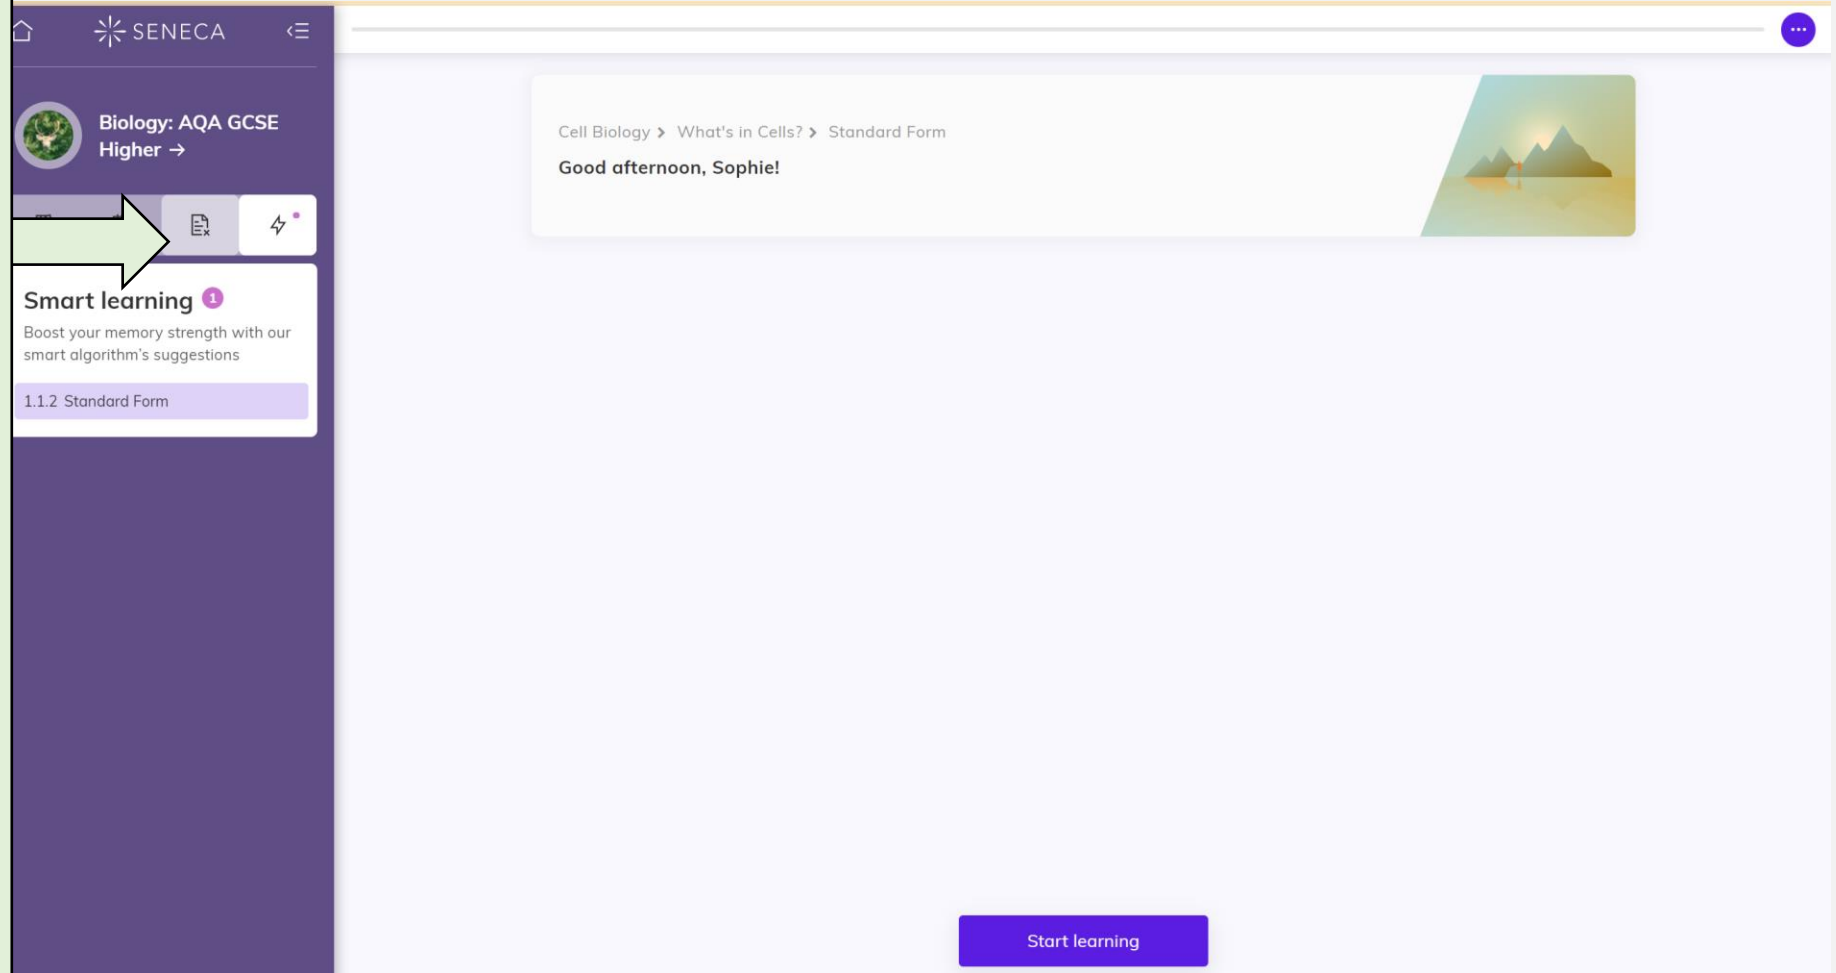 SENECA
Biology: AQA GCSE
Higher →
Smart learning 1
Boost your memory strength with our
smart algorithm's suggestions
1.1.2 Standard Form
Cell Biology > What's in Cells? > Standard Form
Good afternoon, Sophie!
Start learning